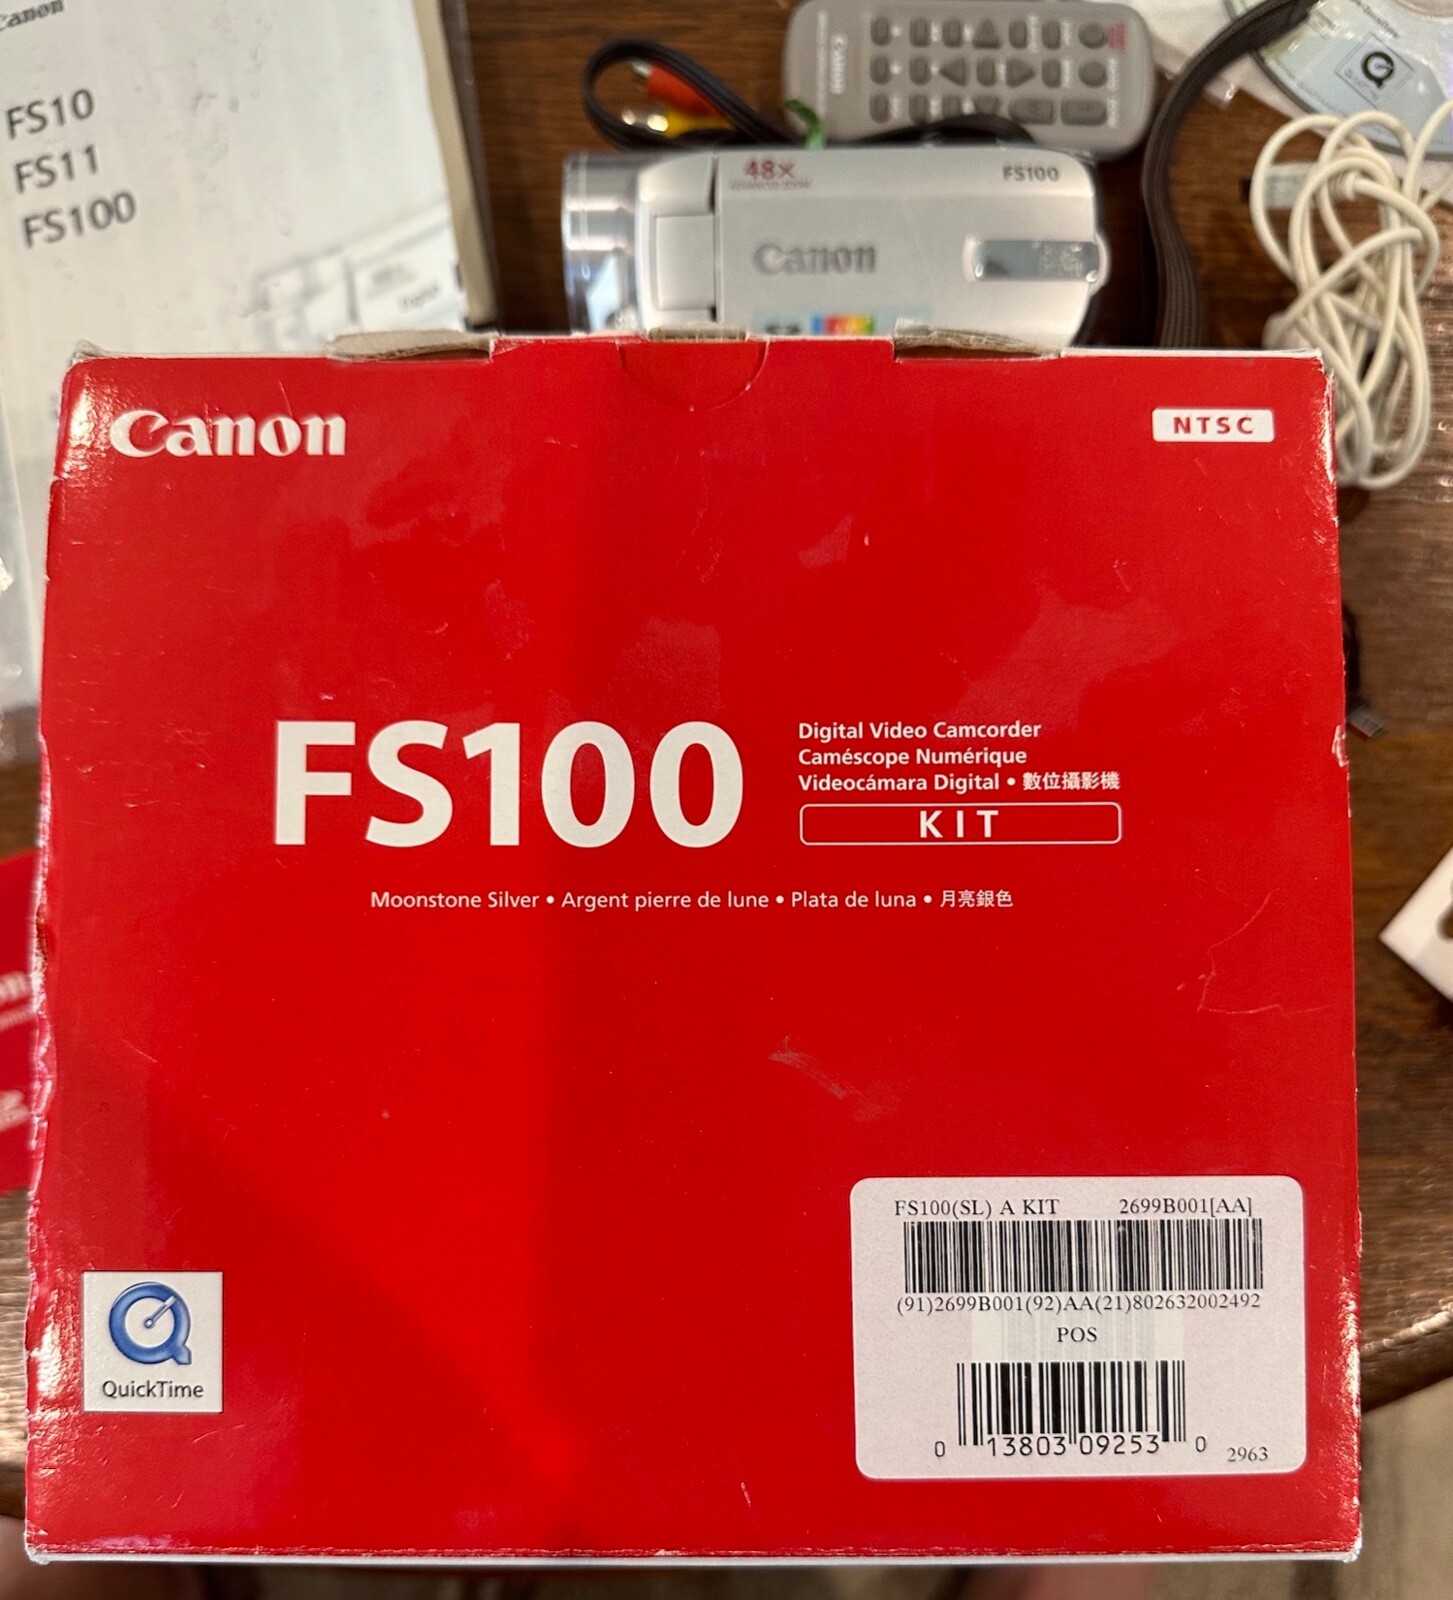 Canon
FS10
FS11
FS100
Canon
48x
FS100
Canon
Canon
NTSC
FS100
Digital Video Camcorder
Caméscope Numérique
Videocámara Digital • 數位攝影機
KIT
Moonstone Silver • Argent pierre de lune • Plata de luna • 月亮銀色
QuickTime
FS100(SL) A KIT 2699B001[AA]
(91)2699B001(92)AA(21)802632002492
POS
0 13803 09253 0
2963